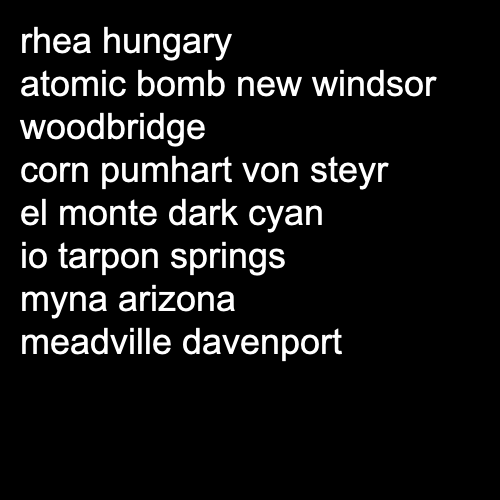 rhea hungary
atomic bomb new windsor
woodbridge
corn pumhart von steyr
el monte dark cyan
io tarpon springs
myna arizona
meadville davenport